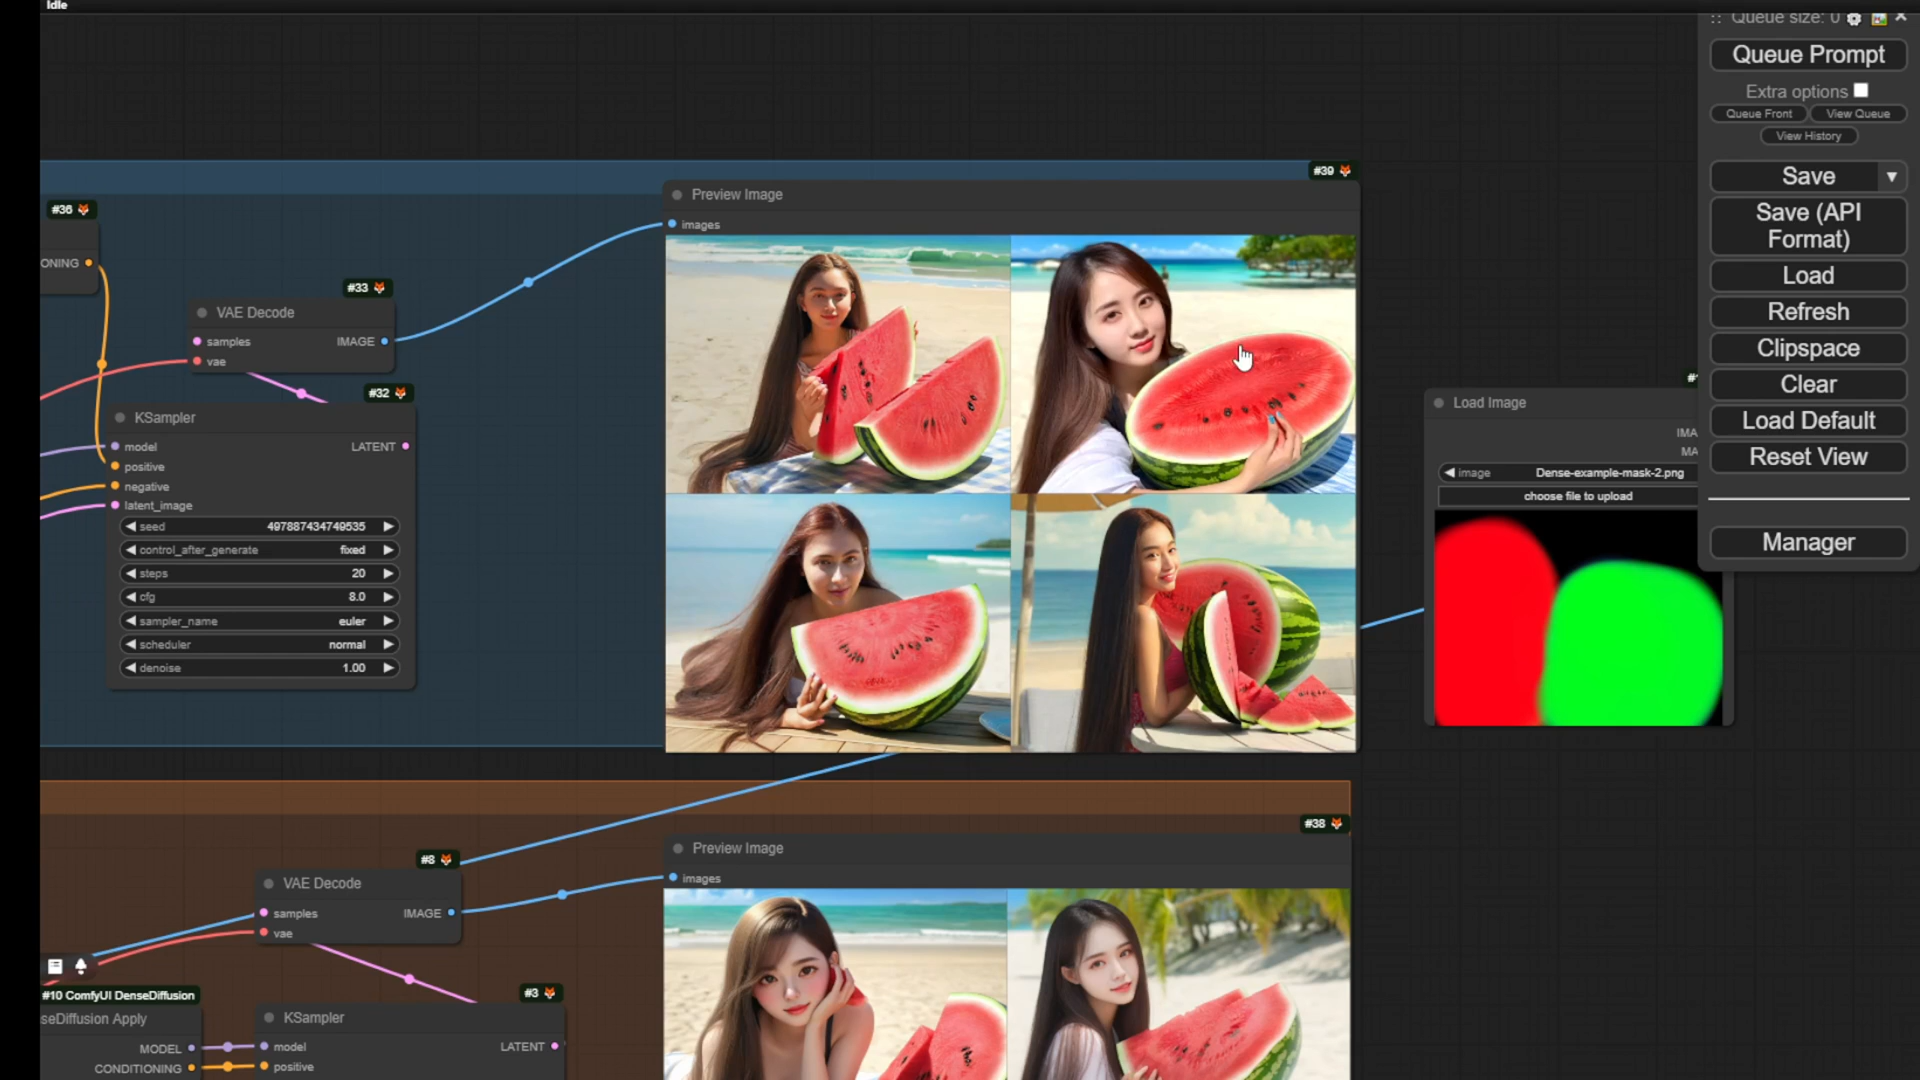 Idle
Queue size: 0
Queue Prompt
Extra options
Queue Front
View Queue
View History
Save ▼
Save (API
Format)
Load
Refresh
Clipspace
Clear
Load Default
Reset View
Manager
#36
ONING
#33
VAE Decode
samples
IMAGE
vae
#32
KSampler
model
LATENT
positive
negative
latent_image
seed 497887434749535
control_after_generate fixed
steps 20
cfg 8.0
sampler_name euler
scheduler normal
denoise 1.00
#39
Preview Image
images
Load Image
IMA
MA
image Dense-example-mask-2.png
choose file to upload
#8
VAE Decode
samples
IMAGE
vae
#38
Preview Image
images
#10 ComfyUI DenseDiffusion
seDiffusion Apply
MODEL
CONDITIONING
#3
KSampler
model
LATENT
positive